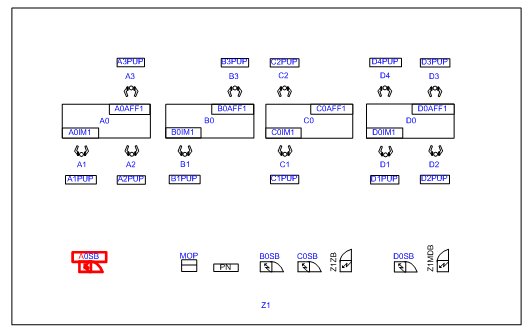 A3PUP B3PUP C2PUP D4PUP D3PUP
A3 B3 C2 D4 D3
A0AFF1 B0AFF1 C0AFF1 D0AFF1
A0 B0 C0 D0
A0IM1 B0IM1 C0IM1 D0IM1
A1 A2 B1 C1 D1 D2
A1PUP A2PUP B1PUP C1PUP D1PUP D2PUP
A0SB MOP B0SB C0SB D0SB
PN
Z1ZB
Z1MDB
Z1